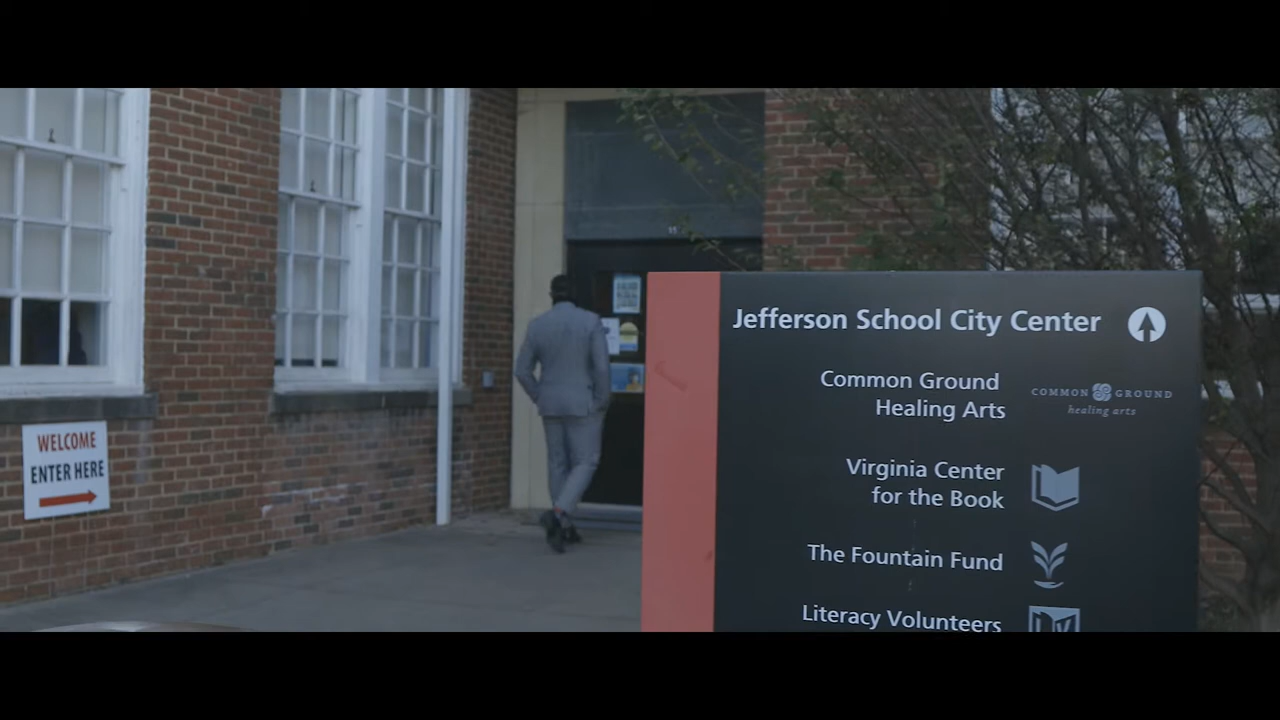 WELCOME
ENTER HERE
Jefferson School City Center
Common Ground
Healing Arts
COMMON GROUND
healing arts
Virginia Center
for the Book
The Fountain Fund
Literacy Volunteers